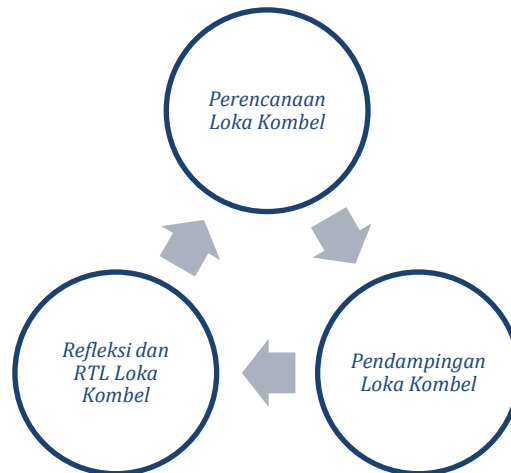 Perencanaan
Loka Kombel
Pendampingan
Loka Kombel
Refleksi dan
RTL Loka
Kombel